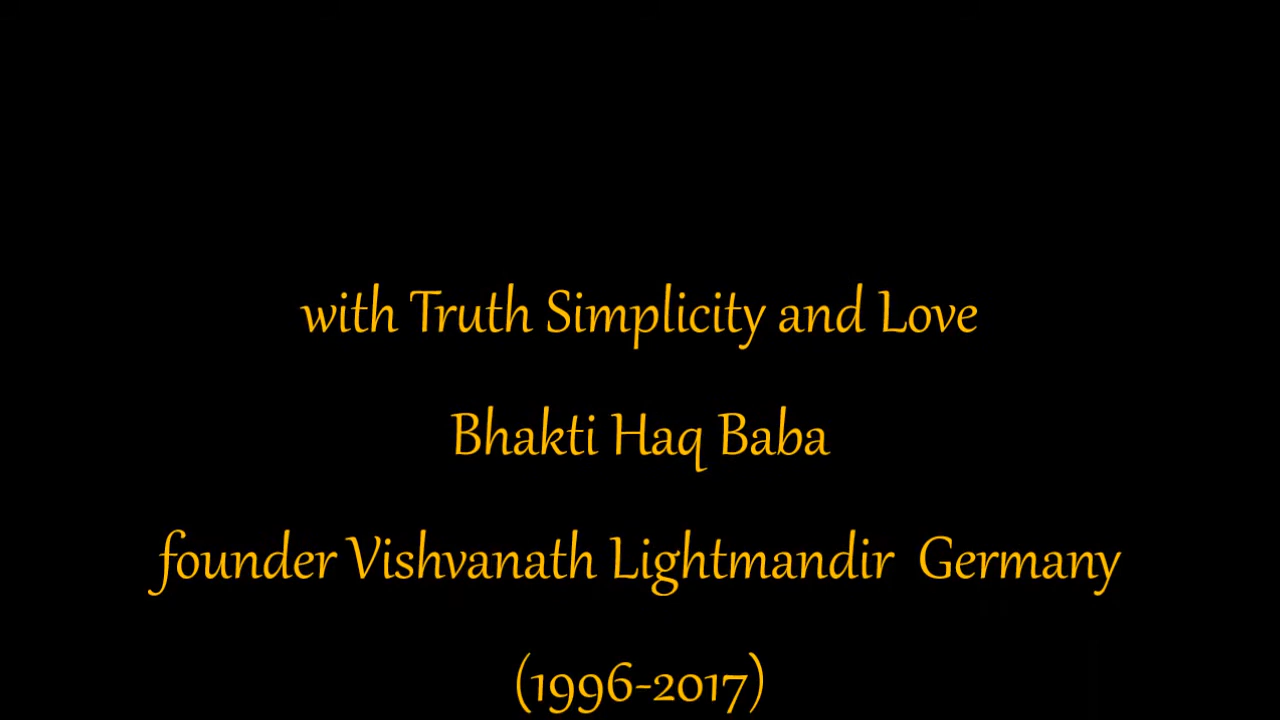 with Truth Simplicity and Love
Bhakti Haq Baba
founder Vishvanath Lightmandir Germany
(1996-2017)